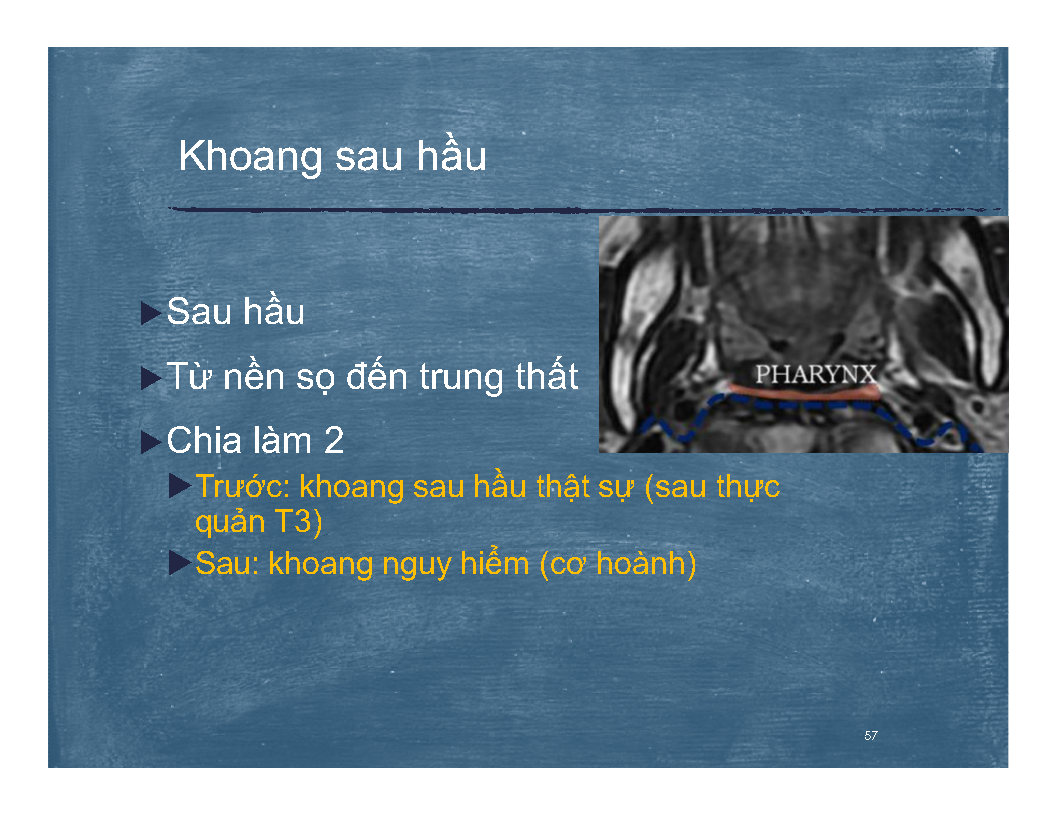 Khoang sau hầu
Sau hầu
Từ nền sọ đến trung thất
Chia làm 2
Trước: khoang sau hầu thật sự (sau thực
quản T3)
Sau: khoang nguy hiểm (cơ hoành)
PHARYNX
57